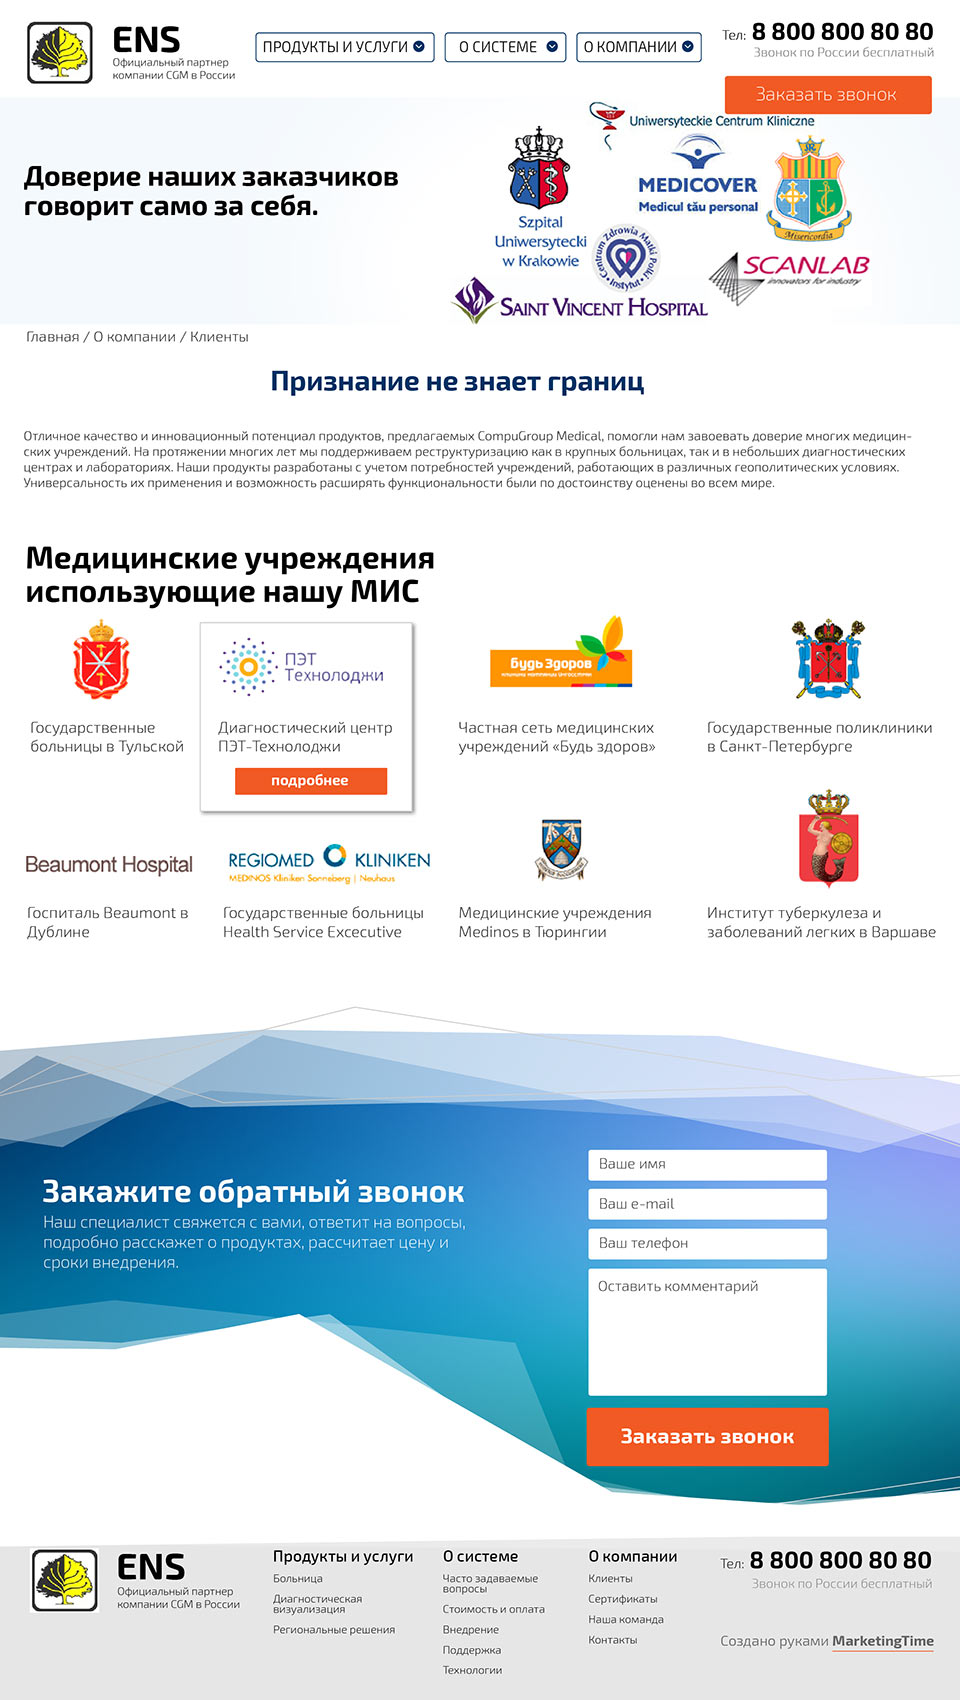 ENS
Официальный партнер
компании CGM в России
ПРОДУКТЫ И УСЛУГИ
О СИСТЕМЕ
О КОМПАНИИ
Тел: 8 800 800 80 80
Звонок по России бесплатный
Заказать звонок
Доверие наших заказчиков
говорит само за себя.
Uniwersyteckie Centrum Kliniczne
Szpital
Uniwersytecki
w Krakowie
MEDICOVER
Medicul tău personal
Misericordia
Centrum Zdrowia Matki Polki
Instytut
SCANLAB
innovators for industry
SAINT VINCENT HOSPITAL
Главная / О компании / Клиенты
Признание не знает границ
Отличное качество и инновационный потенциал продуктов, предлагаемых CompuGroup Medical, помогли нам завоевать доверие многих медицин-
ских учреждений. На протяжении многих лет мы поддерживаем реструктуризацию как в крупных больницах, так и в небольших диагностических
центрах и лабораториях. Наши продукты разработаны с учетом потребностей учреждений, работающих в различных геополитических условиях.
Универсальность их применения и возможность расширять функциональности были по достоинству оценены во всем мире.
Медицинские учреждения
использующие нашу МИС
ПЭТ
Технолоджи
Будь Здоров
Государственные
больницы в Тульской
Диагностический центр
ПЭТ-Технолоджи
подробнее
Частная сеть медицинских
учреждений «Будь здоров»
Государственные поликлиники
в Санкт-Петербурге
Beaumont Hospital
REGIOMED KLINIKEN
MEDINOS Kliniken Sonneberg | Neuhaus
Госпиталь Beaumont в
Дублине
Государственные больницы
Health Service Excecutive
Медицинские учреждения
Medinos в Тюрингии
Институт туберкулеза и
заболеваний легких в Варшаве
Закажите обратный звонок
Наш специалист свяжется с вами, ответит на вопросы,
подробно расскажет о продуктах, рассчитает цену и
сроки внедрения.
Ваше имя
Ваш e-mail
Ваш телефон
Оставить комментарий
Заказать звонок
ENS
Официальный партнер
компании CGM в России
Продукты и услуги
Больница
Диагностическая
визуализация
Региональные решения
О системе
Часто задаваемые
вопросы
Стоимость и оплата
Внедрение
Поддержка
Технологии
О компании
Клиенты
Сертификаты
Наша команда
Контакты
Тел: 8 800 800 80 80
Звонок по России бесплатный
Создано руками MarketingTime